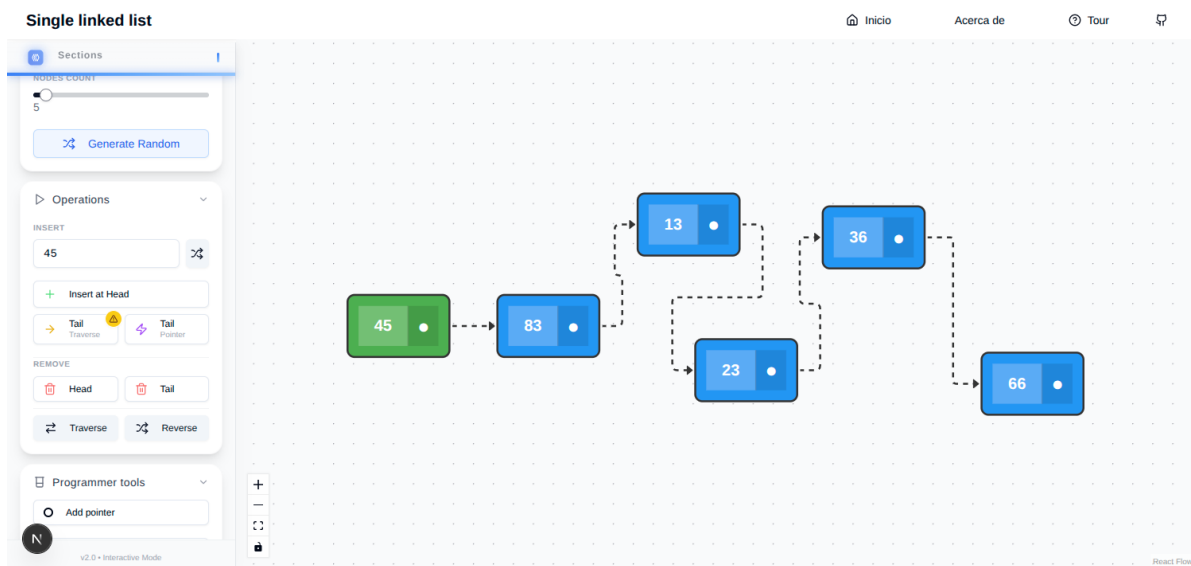 Single linked list
Inicio
Acerca de
Tour
Sections
NODES COUNT
5
Generate Random
Operations
INSERT
45
Insert at Head
Tail
Traverse
Tail
Pointer
REMOVE
Head
Tail
Traverse
Reverse
Programmer tools
Add pointer
N
v2.0 • Interactive Mode
13
36
45
83
23
66
React Flow